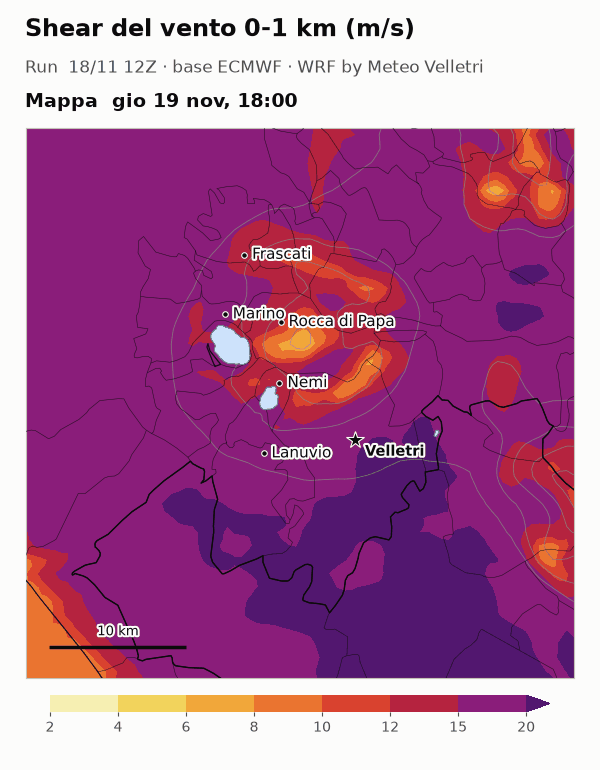 Shear del vento 0-1 km (m/s)
Run 18/11 12Z · base ECMWF · WRF by Meteo Velletri
Mappa gio 19 nov, 18:00
Frascati
Marino
Rocca di Papa
Nemi
Velletri
Lanuvio
10 km
2 4 6 8 10 12 15 20